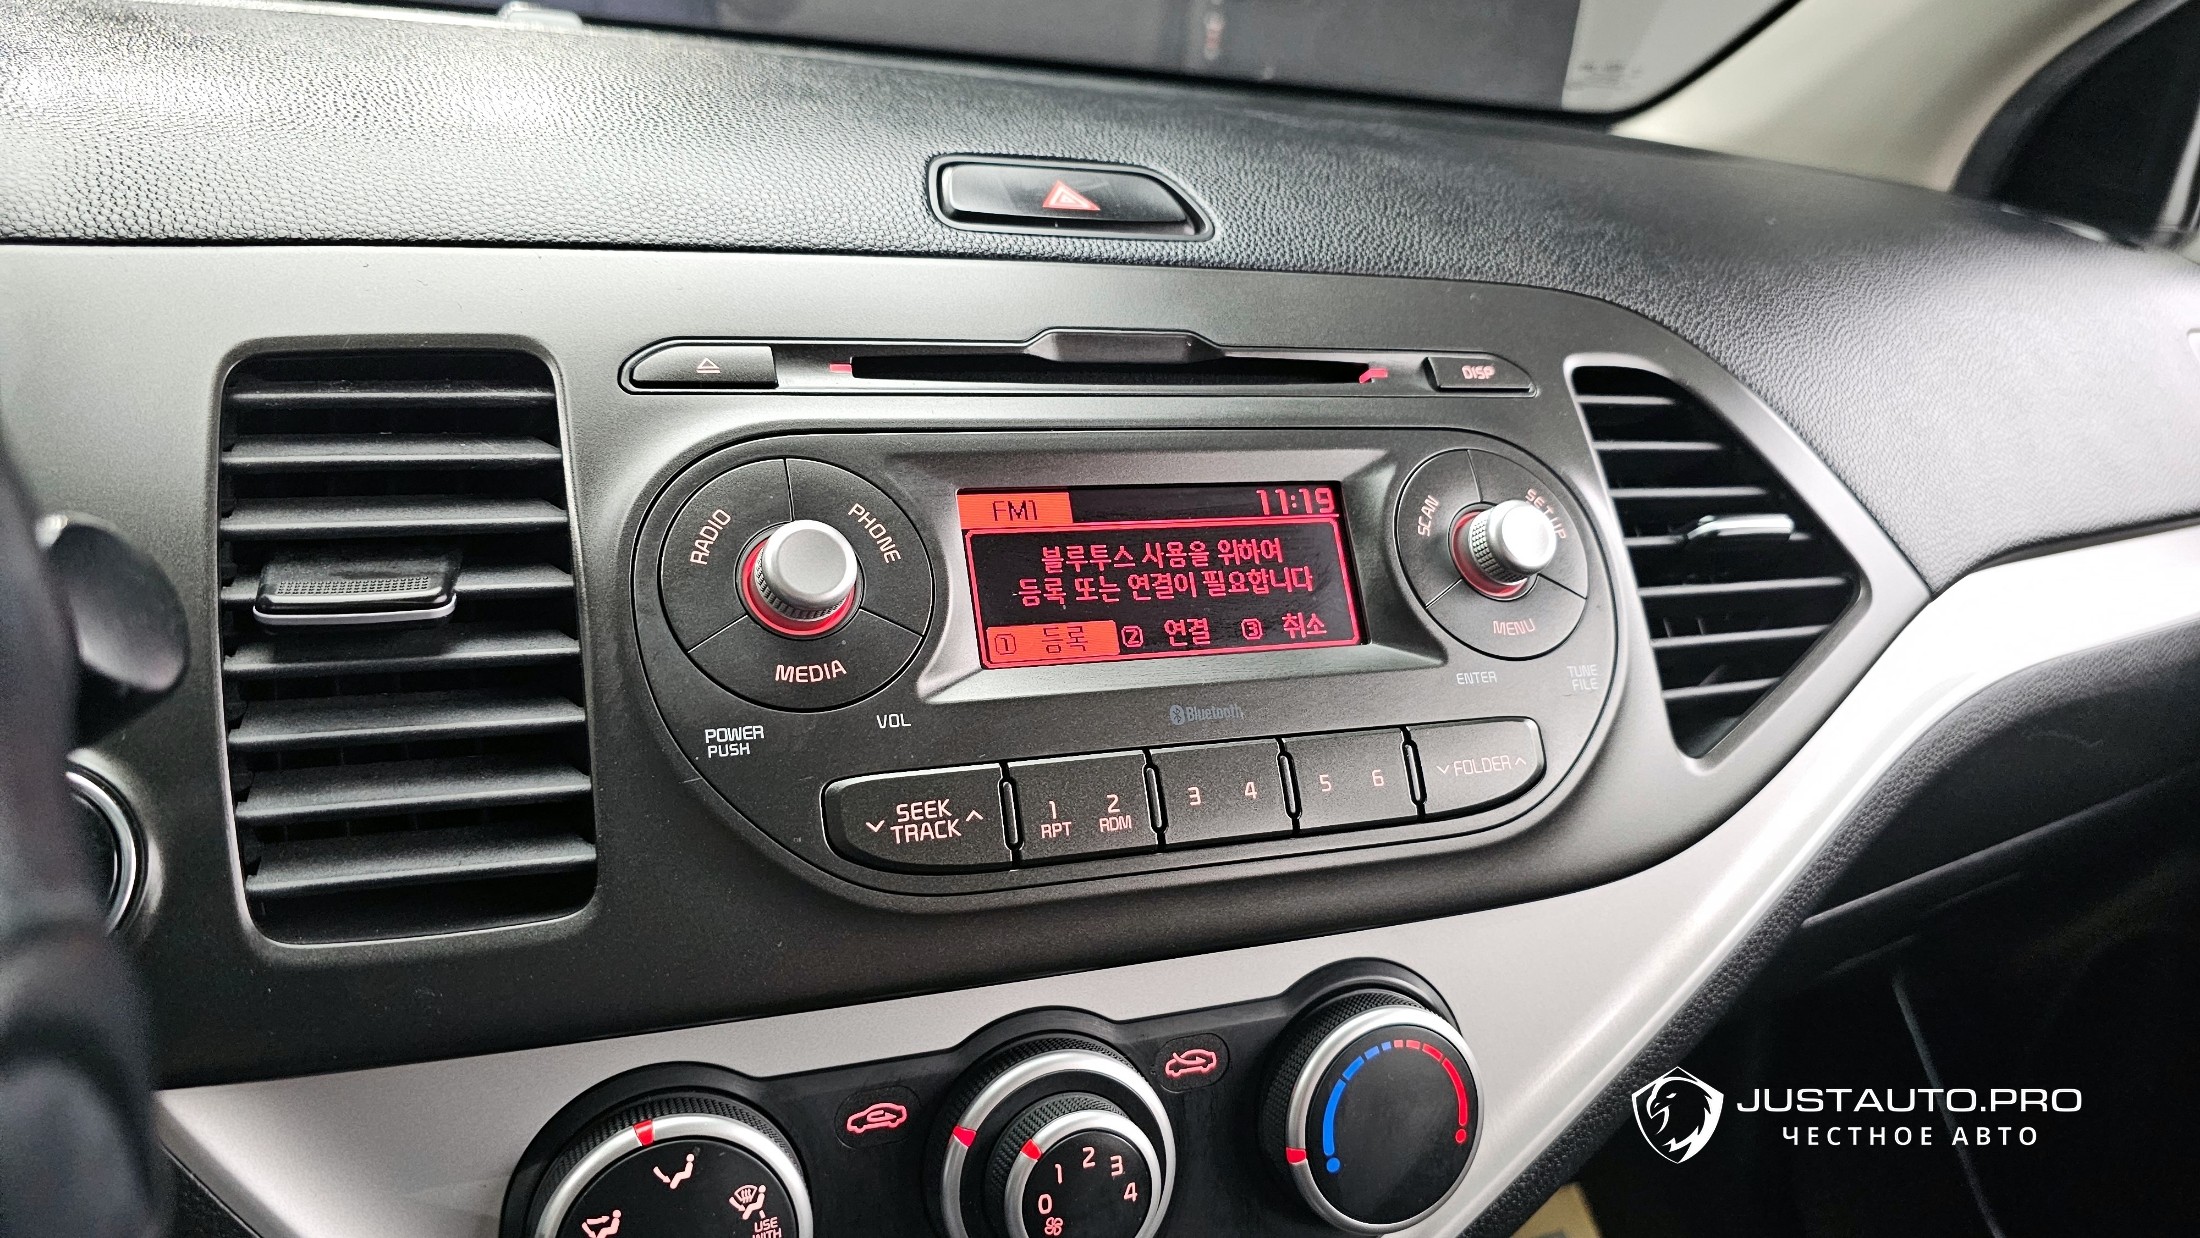 DISP
RADIO
PHONE
MEDIA
POWER
PUSH
VOL
FM1 11:19
블루투스 사용을 위하여
등록 또는 연결이 필요합니다
1 등록 2 연결 3 취소
SCAN
SETUP
MENU
ENTER
TUNE
FILE
Bluetooth
SEEK
TRACK
1 2 3 4 5 6
RPT RDM
FOLDER
0 1 2 3 4
USE
WITH
JUSTAUTO.PRO
ЧЕСТНОЕ АВТО